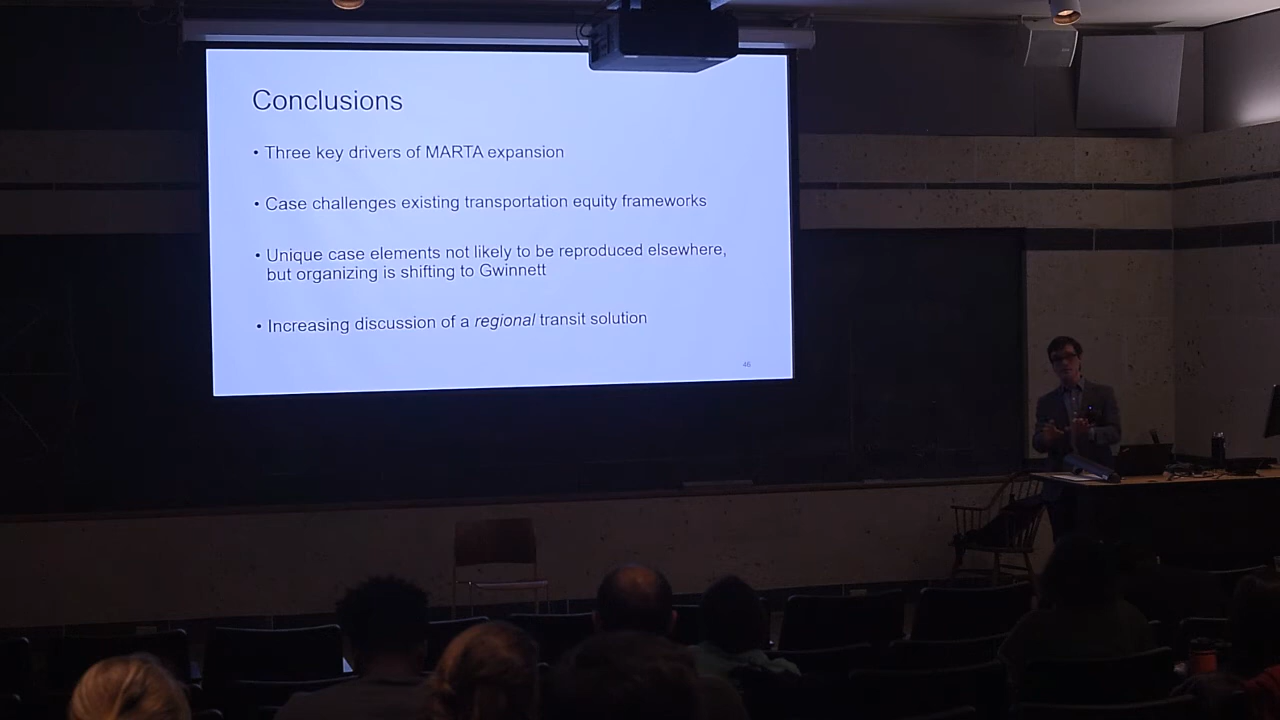 Conclusions
• Three key drivers of MARTA expansion
• Case challenges existing transportation equity frameworks
• Unique case elements not likely to be reproduced elsewhere,
but organizing is shifting to Gwinnett
• Increasing discussion of a regional transit solution
46